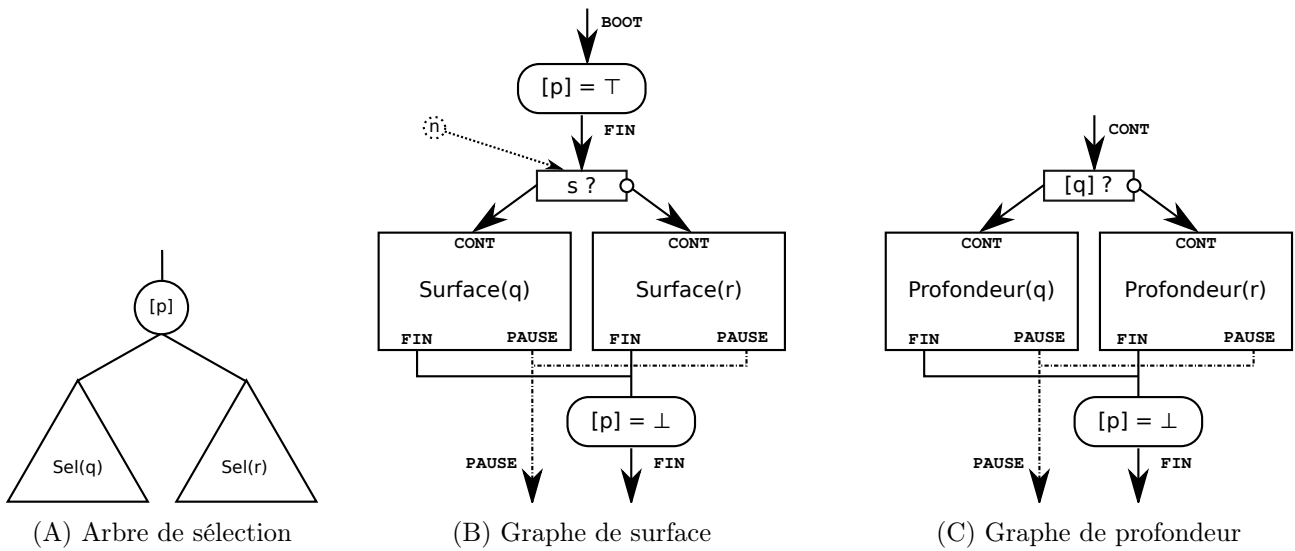 [p]
Sel(q)
Sel(r)
(A) Arbre de sélection
BOOT
[p] = ⊤
FIN
n
s ?
CONT
CONT
Surface(q)
Surface(r)
FIN
PAUSE
FIN
PAUSE
[p] = ⊥
PAUSE
FIN
(B) Graphe de surface
CONT
[q] ?
CONT
CONT
Profondeur(q)
Profondeur(r)
FIN
PAUSE
FIN
PAUSE
[p] = ⊥
PAUSE
FIN
(C) Graphe de profondeur